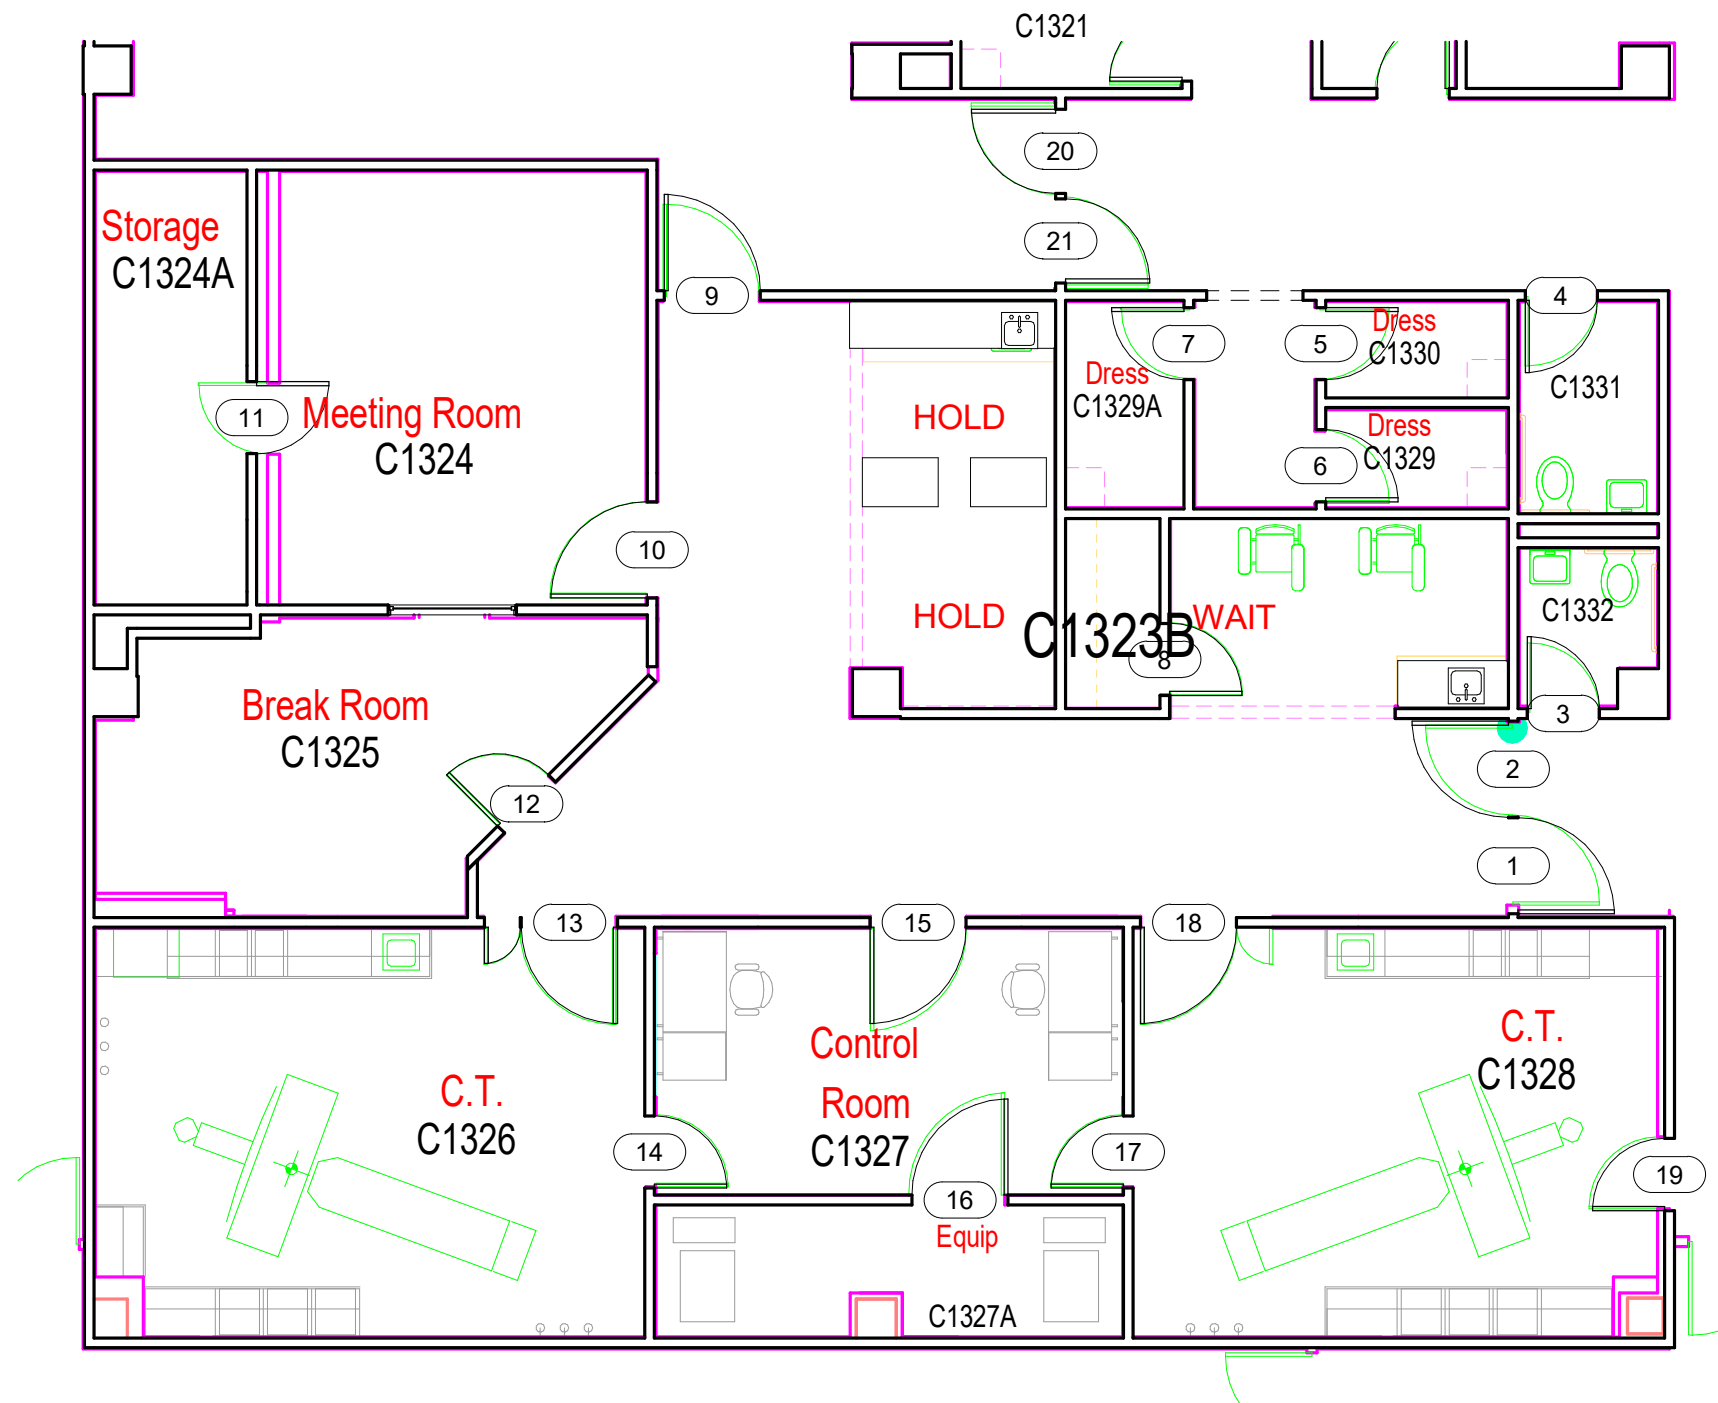 C1321
20
Storage
C1324A
21
9
4
7
5
Dress
C1330
Dress
C1329A
C1331
11
Meeting Room
C1324
HOLD
Dress
C1329
6
10
HOLD
C1323B
WAIT
C1332
8
Break Room
C1325
3
2
12
1
13
15
18
Control
Room
C1327
C.T.
C1328
C.T.
C1326
14
17
19
16
Equip
C1327A